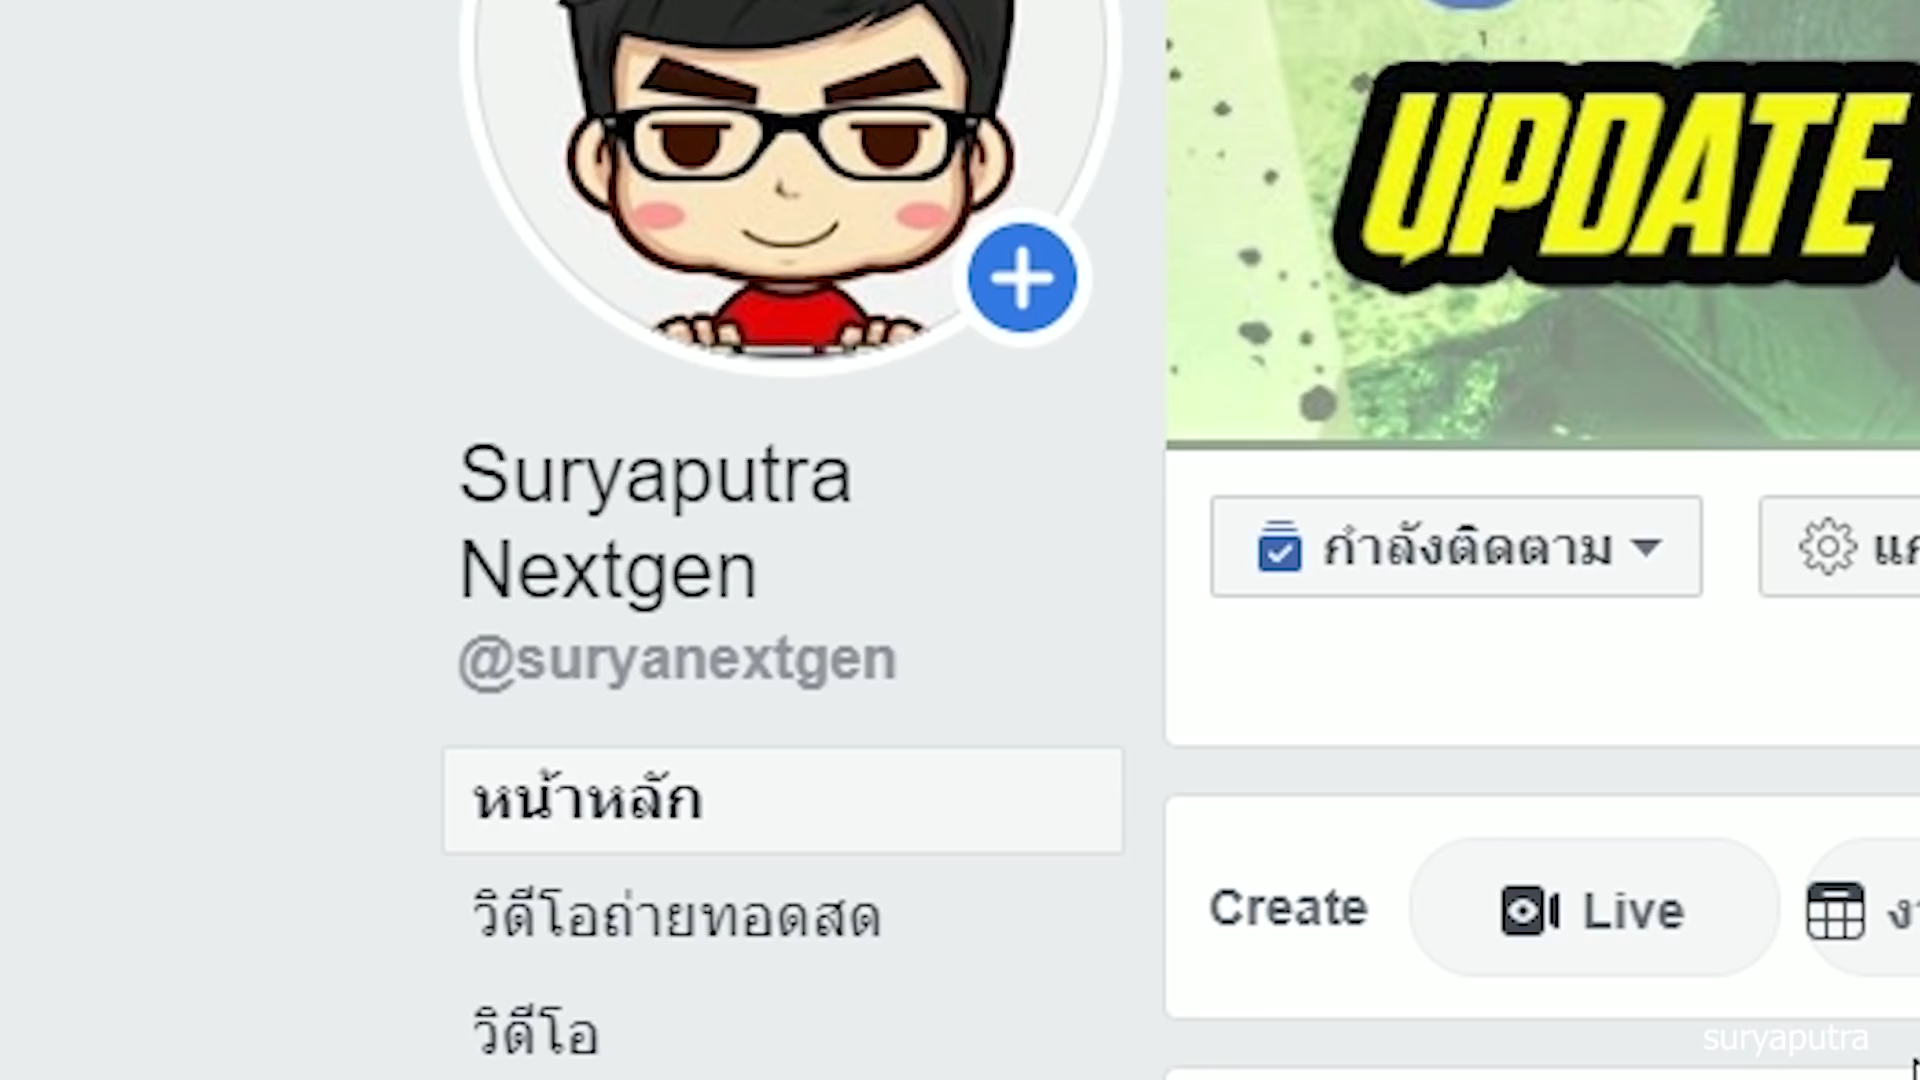 UPDATE
Suryaputra
Nextgen
@suryanextgen
กำลังติดตาม
หน้าหลัก
วิดีโอถ่ายทอดสด
วิดีโอ
Create
Live
suryaputra